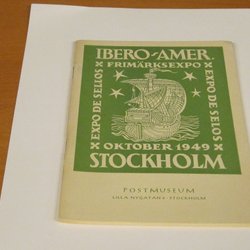 IBERO-AMER.
FRIMÄRKSEXPO
EXPO DE SELLOS
EXPO DE SELLOS
OKTOBER 1949
STOCKHOLM
POSTMUSEUM
LILLA NYGATAN 6 STOCKHOLM